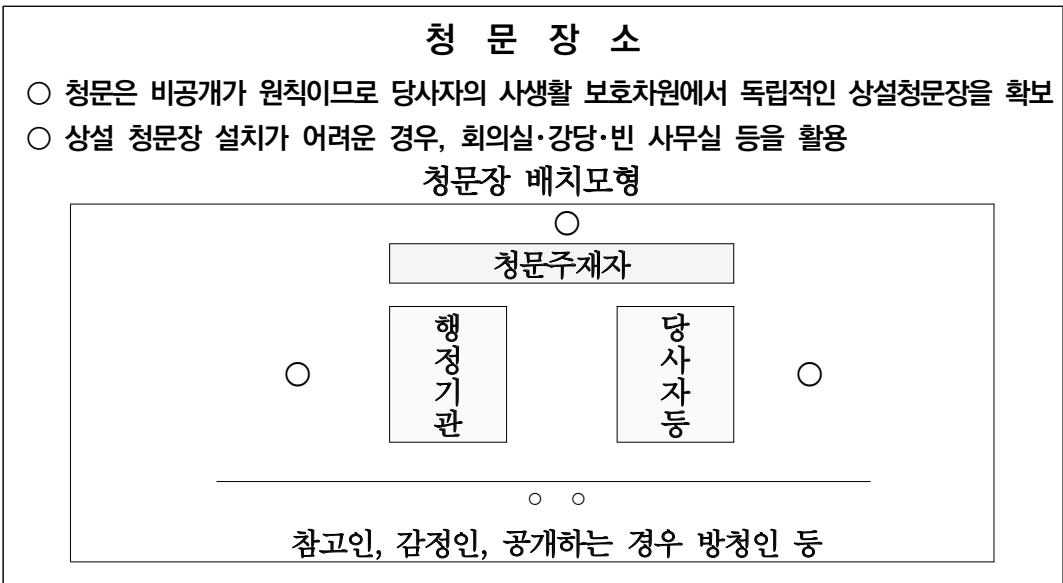 청 문 장 소
○ 청문은 비공개가 원칙이므로 당사자의 사생활 보호차원에서 독립적인 상설청문장을 확보
○ 상설 청문장 설치가 어려운 경우, 회의실·강당·빈 사무실 등을 활용
청문장 배치모형
○
청문주재자
○
행정기관
당사자등
○
○ ○
참고인, 감정인, 공개하는 경우 방청인 등